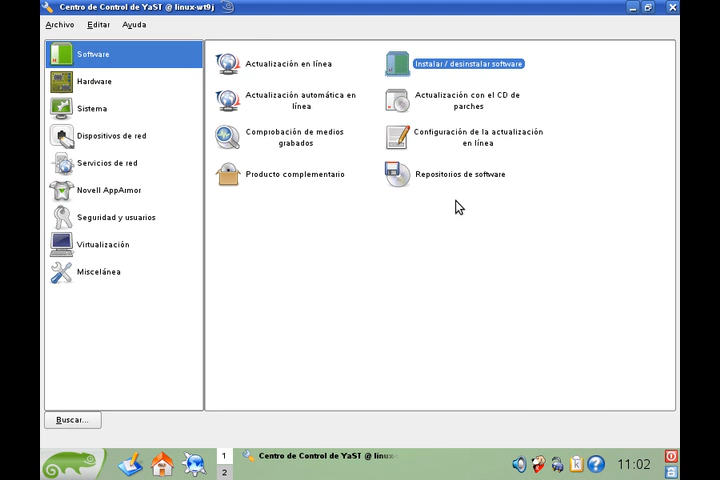 Centro de Control de YaST @ linux-wt9j
Archivo Editar Ayuda
Software
Hardware
Sistema
Dispositivos de red
Servicios de red
Novell AppArmor
Seguridad y usuarios
Virtualización
Miscelánea
Actualización en línea
Instalar / desinstalar software
Actualización automática en
línea
Actualización con el CD de
parches
Comprobación de medios
grabados
Configuración de la actualización
en línea
Producto complementario
Repositorios de software
Buscar...
1
2
Centro de Control de YaST @ linux-
11:02